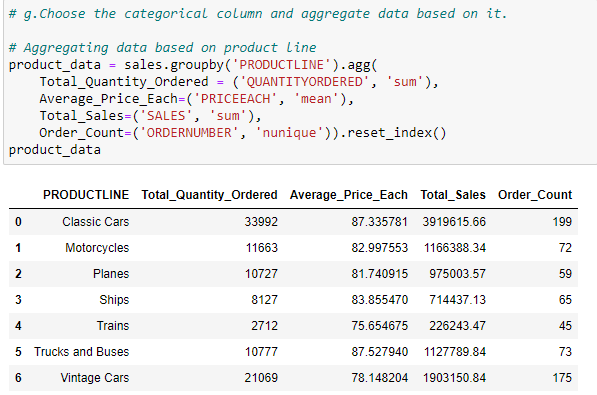 # g.Choose the categorical column and aggregate data based on it.
# Aggregating data based on product line
product_data = sales.groupby('PRODUCTLINE').agg(
    Total_Quantity_Ordered = ('QUANTITYORDERED', 'sum'),
    Average_Price_Each=('PRICEEACH', 'mean'),
    Total_Sales=('SALES', 'sum'),
    Order_Count=('ORDERNUMBER', 'nunique')).reset_index()
product_data
PRODUCTLINE Total_Quantity_Ordered Average_Price_Each Total_Sales Order_Count
0 Classic Cars 33992 87.335781 3919615.66 199
1 Motorcycles 11663 82.997553 1166388.34 72
2 Planes 10727 81.740915 975003.57 59
3 Ships 8127 83.855470 714437.13 65
4 Trains 2712 75.654675 226243.47 45
5 Trucks and Buses 10777 87.527940 1127789.84 73
6 Vintage Cars 21069 78.148204 1903150.84 175